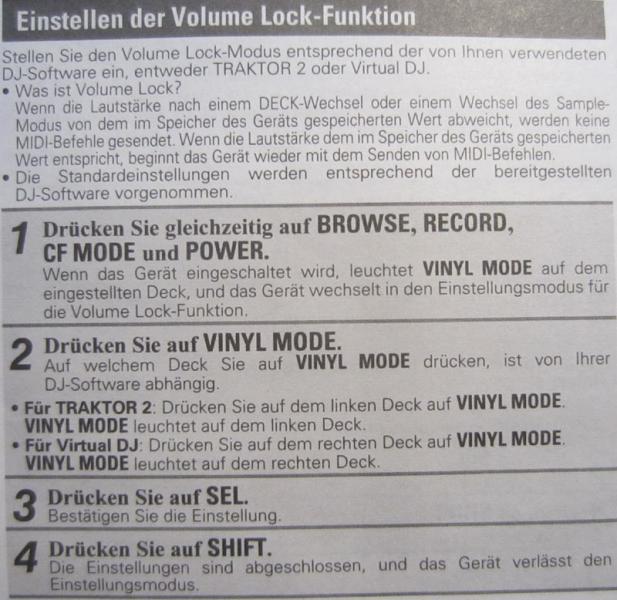 Einstellen der Volume Lock-Funktion
Stellen Sie den Volume Lock-Modus entsprechend der von Ihnen verwendeten
DJ-Software ein, entweder TRAKTOR 2 oder Virtual DJ.
• Was ist Volume Lock?
Wenn die Lautstärke nach einem DECK-Wechsel oder einem Wechsel des Sample-
Modus von dem im Speicher des Geräts gespeicherten Wert abweicht, werden keine
MIDI-Befehle gesendet. Wenn die Lautstärke dem im Speicher des Geräts gespeicherten
Wert entspricht, beginnt das Gerät wieder mit dem Senden von MIDI-Befehlen.
• Die Standardeinstellungen werden entsprechend der bereitgestellten
DJ-Software vorgenommen.
1 Drücken Sie gleichzeitig auf BROWSE, RECORD,
CF MODE und POWER.
Wenn das Gerät eingeschaltet wird, leuchtet VINYL MODE auf dem
eingestellten Deck, und das Gerät wechselt in den Einstellungsmodus für
die Volume Lock-Funktion.
2 Drücken Sie auf VINYL MODE.
Auf welchem Deck Sie auf VINYL MODE drücken, ist von Ihrer
DJ-Software abhängig.
• Für TRAKTOR 2: Drücken Sie auf dem linken Deck auf VINYL MODE.
VINYL MODE leuchtet auf dem linken Deck.
• Für Virtual DJ: Drücken Sie auf dem rechten Deck auf VINYL MODE.
VINYL MODE leuchtet auf dem rechten Deck.
3 Drücken Sie auf SEL.
Bestätigen Sie die Einstellung.
4 Drücken Sie auf SHIFT.
Die Einstellungen sind abgeschlossen, und das Gerät verlässt den
Einstellungsmodus.